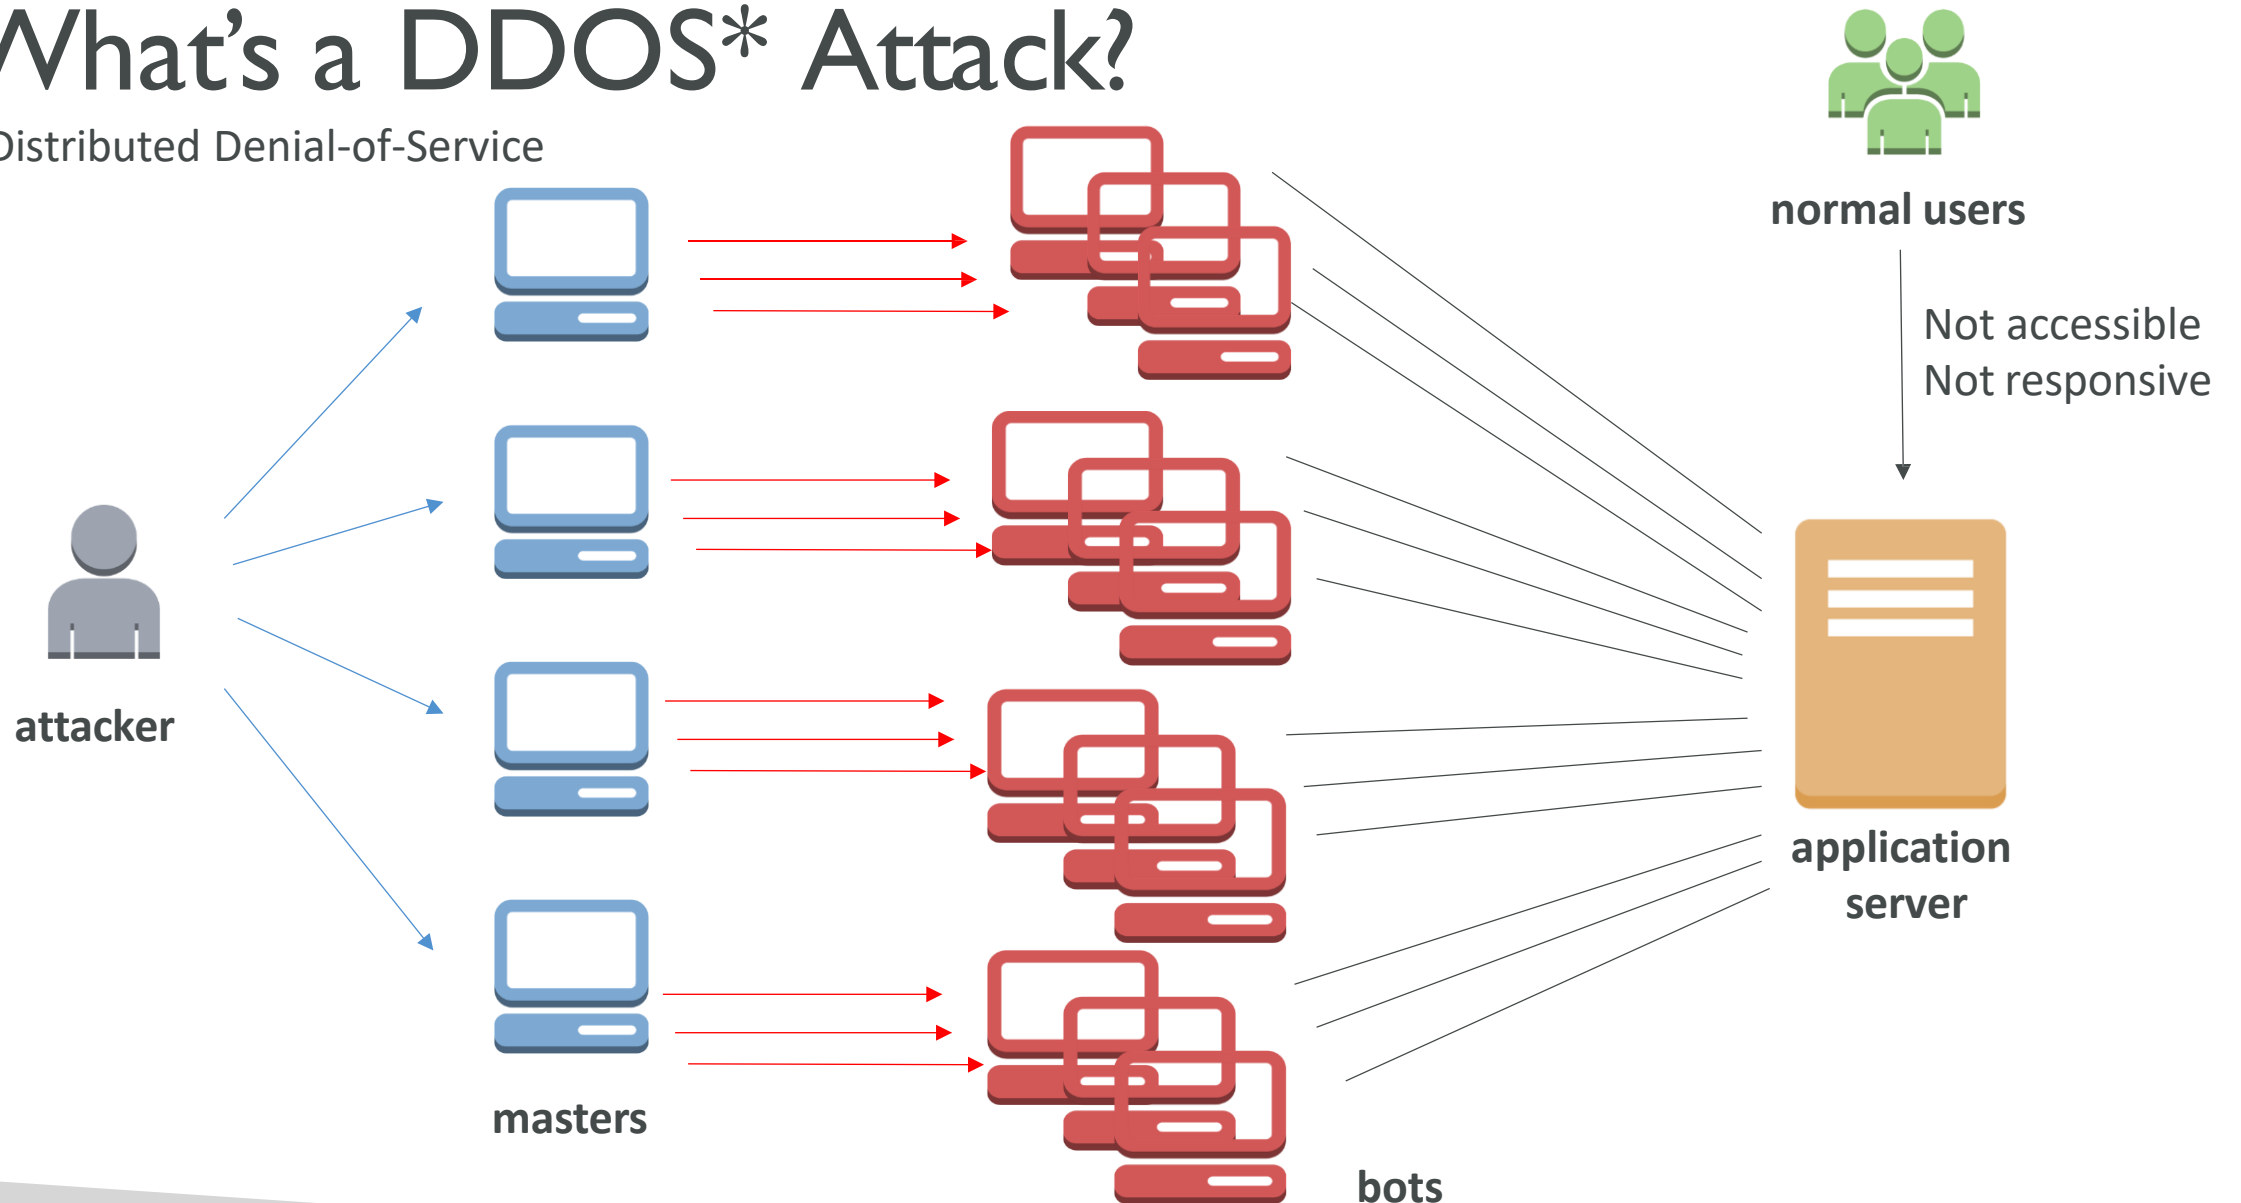 What's a DDOS* Attack?
Distributed Denial-of-Service
normal users
Not accessible
Not responsive
attacker
application
server
masters
bots